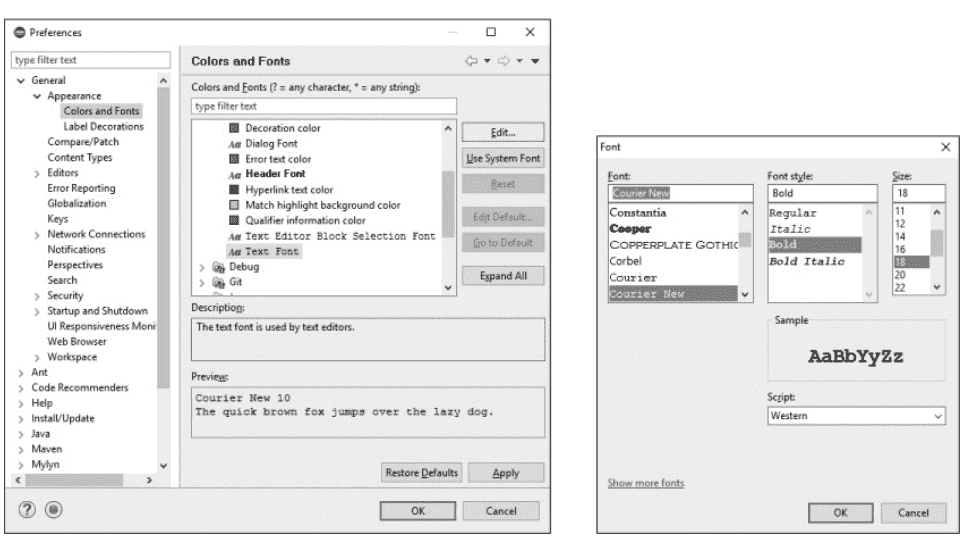 Preferences
type filter text
General
Appearance
Colors and Fonts
Label Decorations
Compare/Patch
Content Types
Editors
Error Reporting
Globalization
Keys
Network Connections
Notifications
Perspectives
Search
Security
Startup and Shutdown
UI Responsiveness Moni
Web Browser
Workspace
Ant
Code Recommenders
Help
Install/Update
Java
Maven
Mylyn
Colors and Fonts
Colors and Fonts (? = any character, * = any string):
type filter text
Decoration color
Aa Dialog Font
Error text color
Aa Header Font
Hyperlink text color
Match highlight background color
Qualifier information color
Aa Text Editor Block Selection Font
Aa Text Font
Debug
Git
Edit...
Use System Font
Reset
Edit Default...
Go to Default
Expand All
Description:
The text font is used by text editors.
Preview:
Courier New 10
The quick brown fox jumps over the lazy dog.
Restore Defaults
Apply
?
OK
Cancel
Font
Font:
Courier New
Constantia
Cooper
COPPERPLATE GOTHIC
Corbel
Courier
Courier New
Font style:
Bold
Regular
Italic
Bold
Bold Italic
Size:
18
11
12
14
16
18
20
22
Sample
AaBbYyZz
Script:
Western
Show more fonts
OK
Cancel